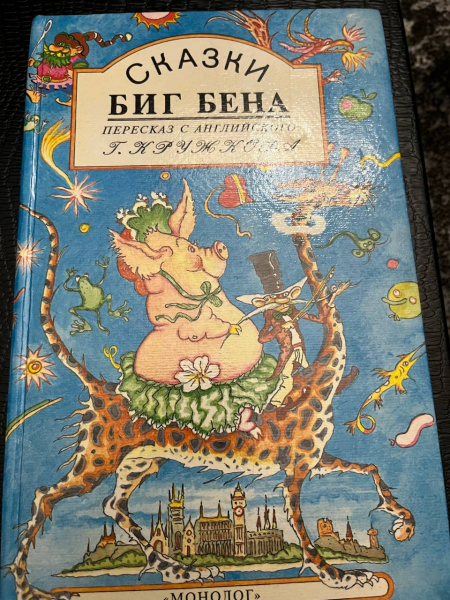 СКАЗКИ
БИГ БЕНА
ПЕРЕСКАЗ С АНГЛИЙСКОГО
Г. КРУЖКОВА
«МОНОЛОГ»